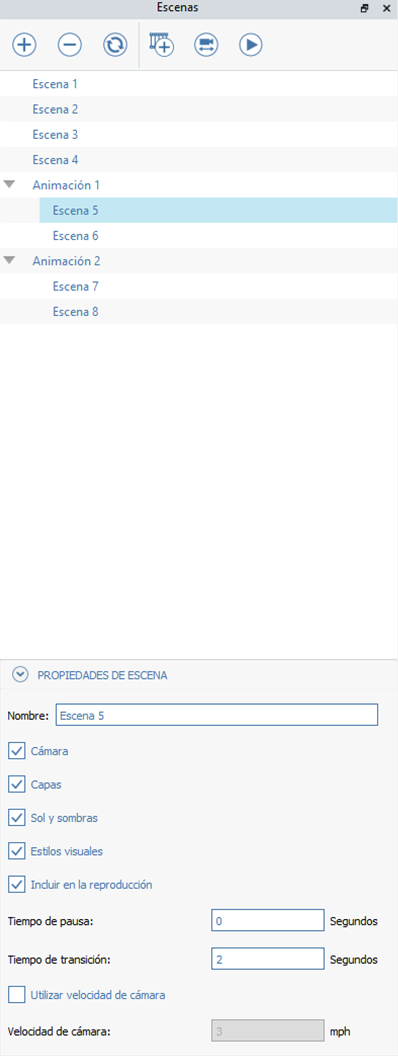 Escenas
Escena 1
Escena 2
Escena 3
Escena 4
Animación 1
Escena 5
Escena 6
Animación 2
Escena 7
Escena 8
PROPIEDADES DE ESCENA
Nombre: Escena 5
Cámara
Capas
Sol y sombras
Estilos visuales
Incluir en la reproducción
Tiempo de pausa: 0 Segundos
Tiempo de transición: 2 Segundos
Utilizar velocidad de cámara
Velocidad de cámara: 3 mph